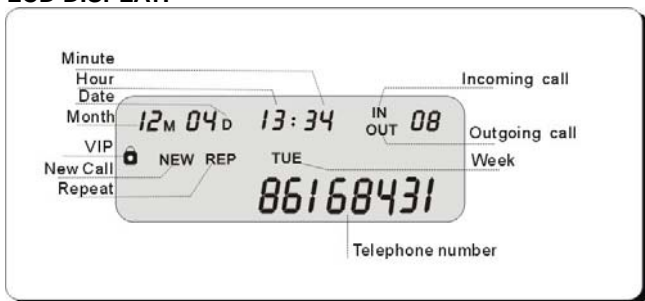 LCD DISPLAY:
Minute
Hour
Date
Month
VIP
New Call
Repeat
12M 04D 13:34 IN OUT 08
NEW REP TUE
86168431
Incoming call
Outgoing call
Week
Telephone number